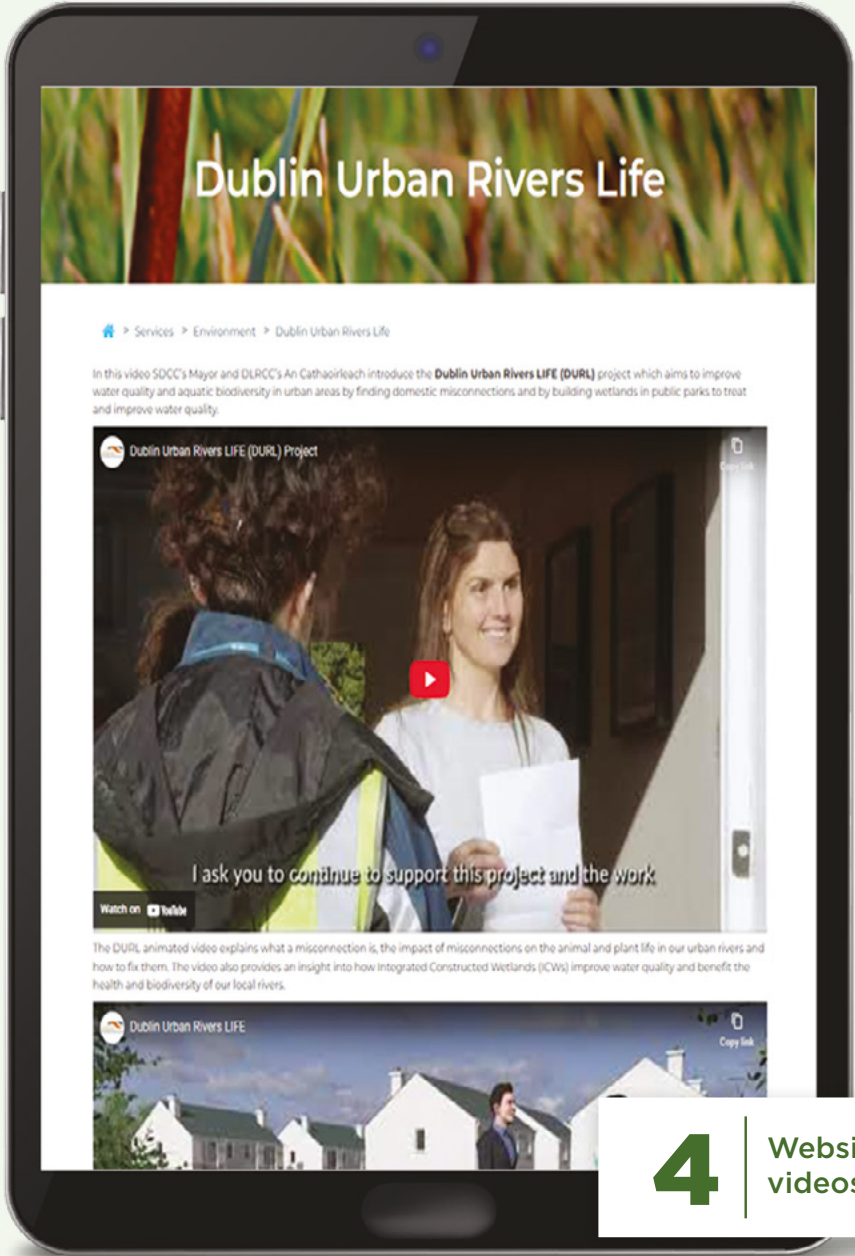 Dublin Urban Rivers Life
> Services > Environment > Dublin Urban Rivers Life
In this video SDCC's Mayor and DLRCC's An Cathaoirleach introduce the Dublin Urban Rivers LIFE (DURL) project which aims to improve
water quality and aquatic biodiversity in urban areas by finding domestic misconnections and by building wetlands in public parks to treat
and improve water quality.
Dublin Urban Rivers LIFE (DURL) Project
Copy link
I ask you to continue to support this project and the work
Watch on YouTube
The DURL animated video explains what a misconnection is, the impact of misconnections on the animal and plant life in our urban rivers and
how to fix them. The video also provides an insight into how Integrated Constructed Wetlands (ICWs) improve water quality and benefit the
health and biodiversity of our local rivers.
Dublin Urban Rivers LIFE
Copy link
4
Websi
videos